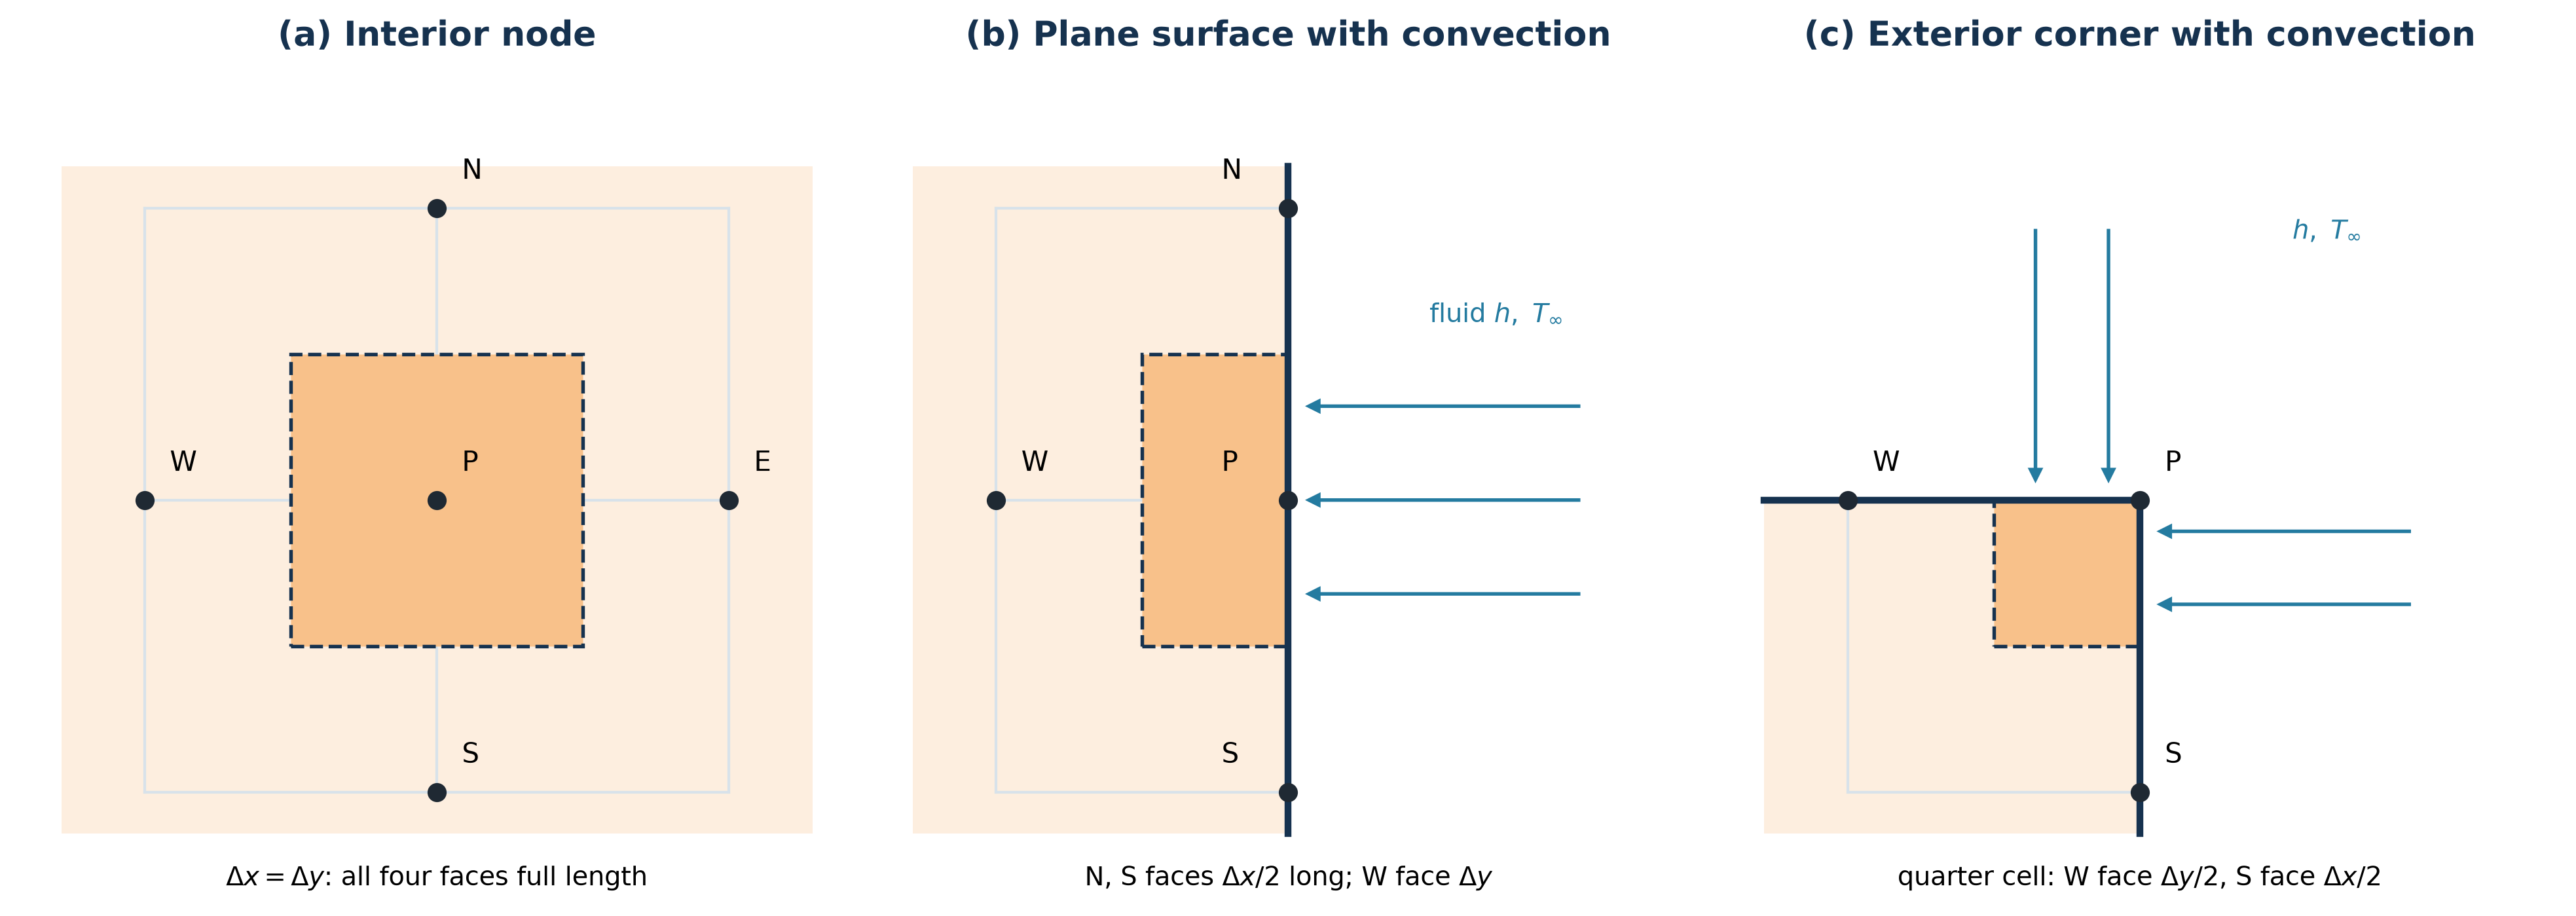 (a) Interior node
N
W
P
E
S
Δx = Δy: all four faces full length
(b) Plane surface with convection
N
fluid h, T∞
W
P
S
N, S faces Δx/2 long; W face Δy
(c) Exterior corner with convection
h, T∞
W
P
S
quarter cell: W face Δy/2, S face Δx/2